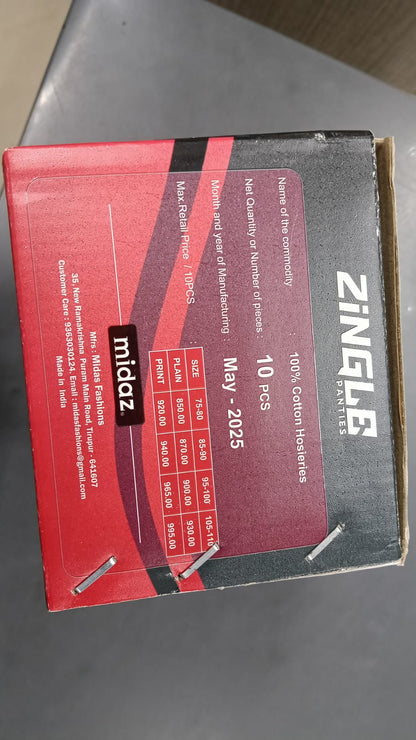 ZiNGLE
PANTIES
Name of the commodity : 100% Cotton Hosieries
Net Quantity or Number of pieces : 10 PCS
Month and year of Manufacturing : May - 2025
Max.Retail Price / 10PCS :
SIZE 75-80 85-90 95-100 105-110
PLAIN 850.00 870.00 900.00 930.00
PRINT 920.00 940.00 965.00 995.00
midaz.
Mfrs : Midas Fashions
35, New Ramakrishna Puram Main Road, Tirupur - 641607
Customer Care : 9363030124, Email : midasfashions@gmail.com
Made in India